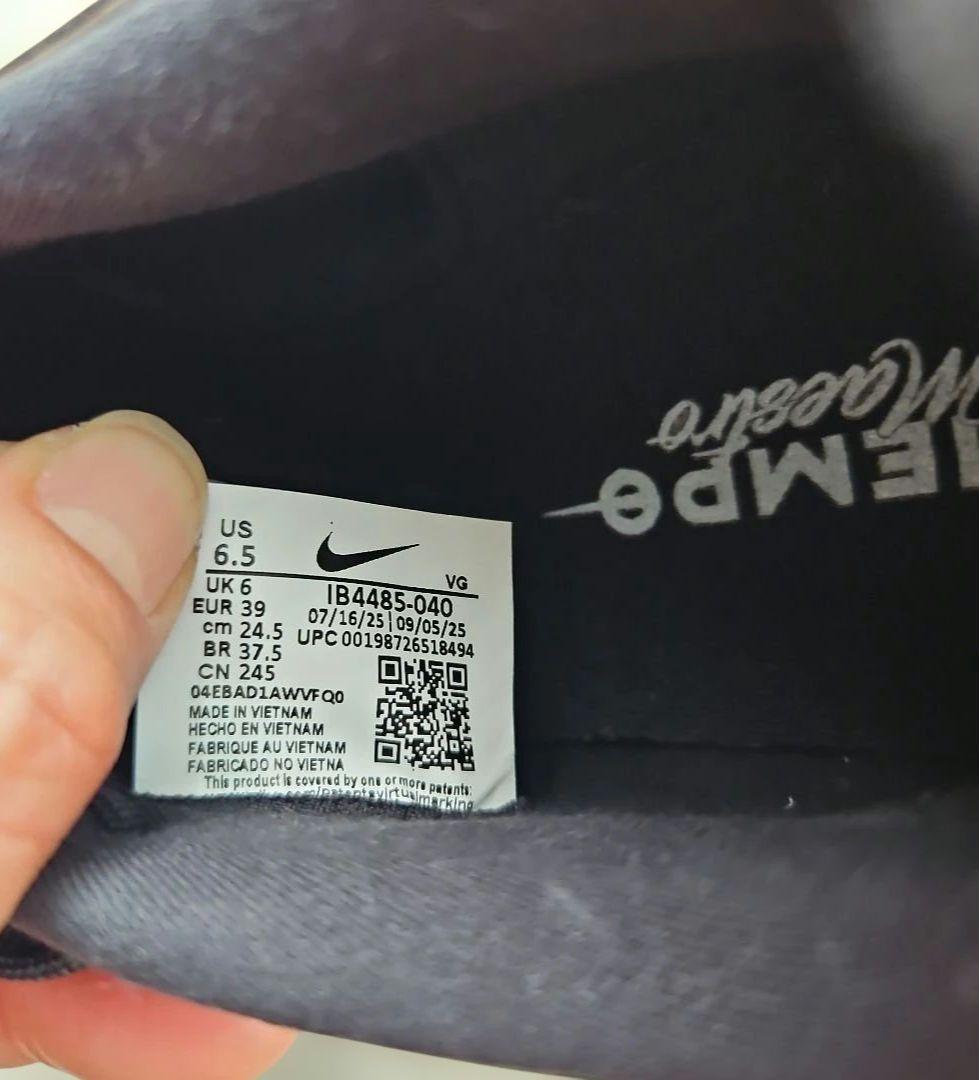 US
6.5
VG
UK 6
IB4485-040
EUR 39
07/16/25|09/05/25
cm 24.5
UPC 00198726518494
BR 37.5
CN 245
04EBAD1AWVFQ0
MADE IN VIETNAM
HECHO EN VIETNAM
FABRIQUE AU VIETNAM
FABRICADO NO VIETNA
This product is covered by one or more patents:
Maestro
IEMPO